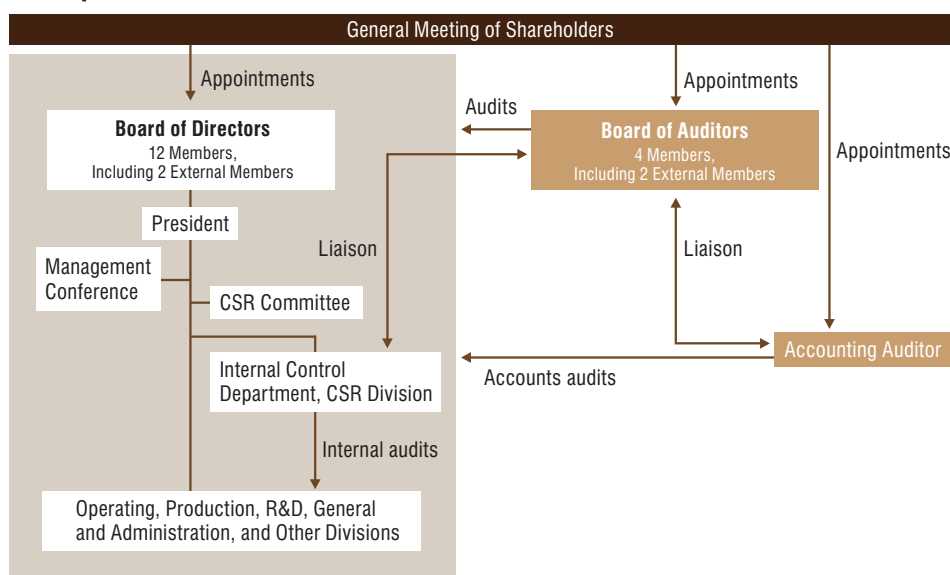 General Meeting of Shareholders
Appointments
Appointments
Appointments
Audits
Board of Directors
12 Members,
Including 2 External Members
Board of Auditors
4 Members,
Including 2 External Members
President
Liaison
Liaison
Management
Conference
CSR Committee
Accounting Auditor
Internal Control
Department, CSR Division
Accounts audits
Internal audits
Operating, Production, R&D, General
and Administration, and Other Divisions